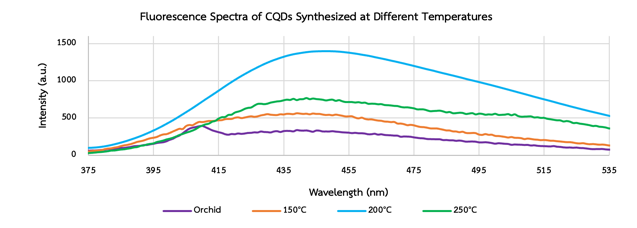 Fluorescence Spectra of CQDs Synthesized at Different Temperatures
Intensity (a.u.)
1500
1000
500
0
375 395 415 435 455 475 495 515 535
Wavelength (nm)
Orchid 150°C 200°C 250°C